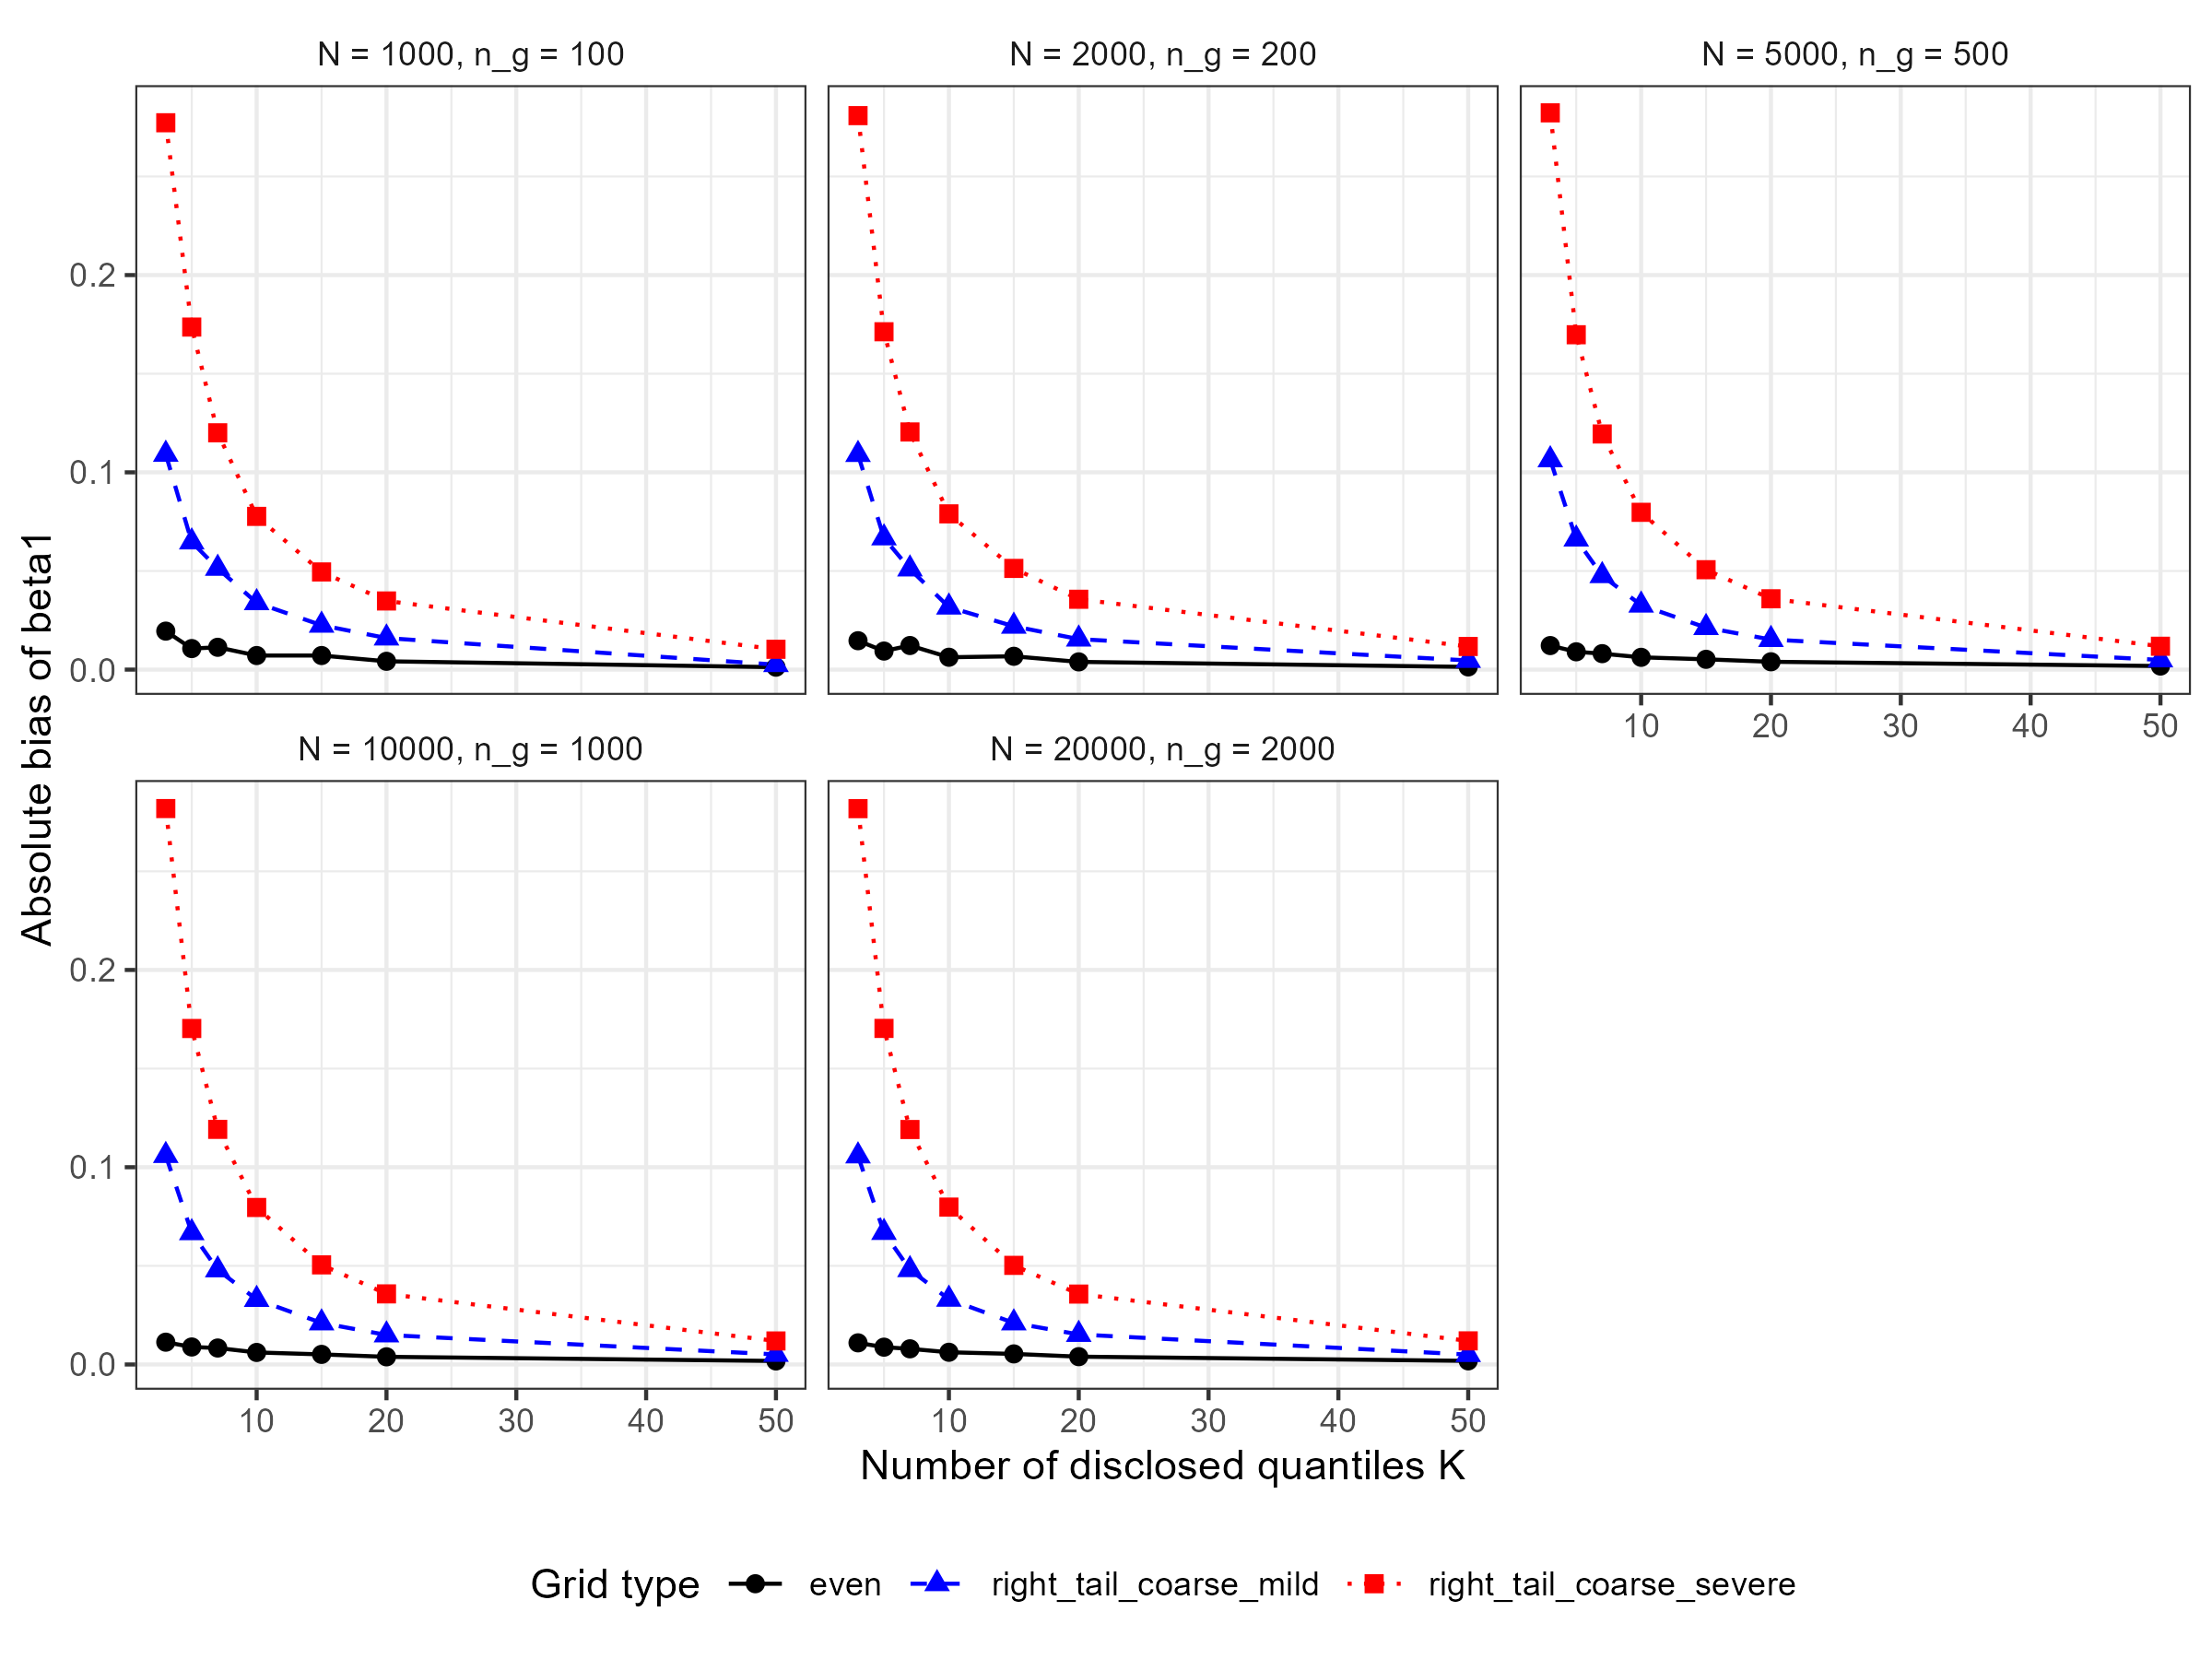 N = 1000, n_g = 100
N = 2000, n_g = 200
N = 5000, n_g = 500
Absolute bias of beta1
0.2
0.1
0.0
10 20 30 40 50
N = 10000, n_g = 1000
N = 20000, n_g = 2000
0.2
0.1
0.0
10 20 30 40 50
10 20 30 40 50
Number of disclosed quantiles K
Grid type even right_tail_coarse_mild right_tail_coarse_severe